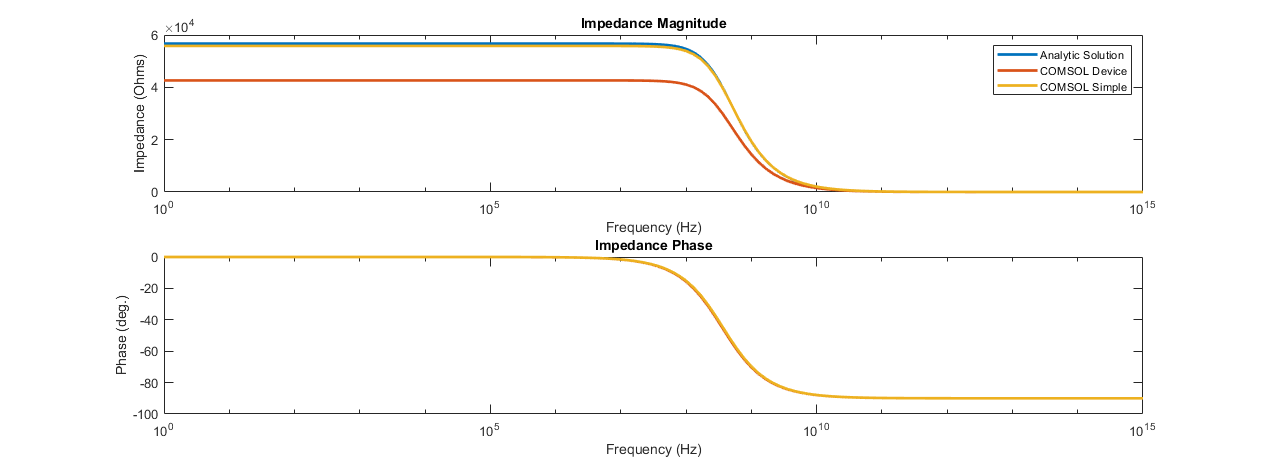 Impedance Magnitude
×10⁴
6
4
2
0
Impedance (Ohms)
Analytic Solution
COMSOL Device
COMSOL Simple
10⁰ 10⁵ 10¹⁰ 10¹⁵
Frequency (Hz)
Impedance Phase
0
-20
-40
-60
-80
-100
Phase (deg.)
10⁰ 10⁵ 10¹⁰ 10¹⁵
Frequency (Hz)